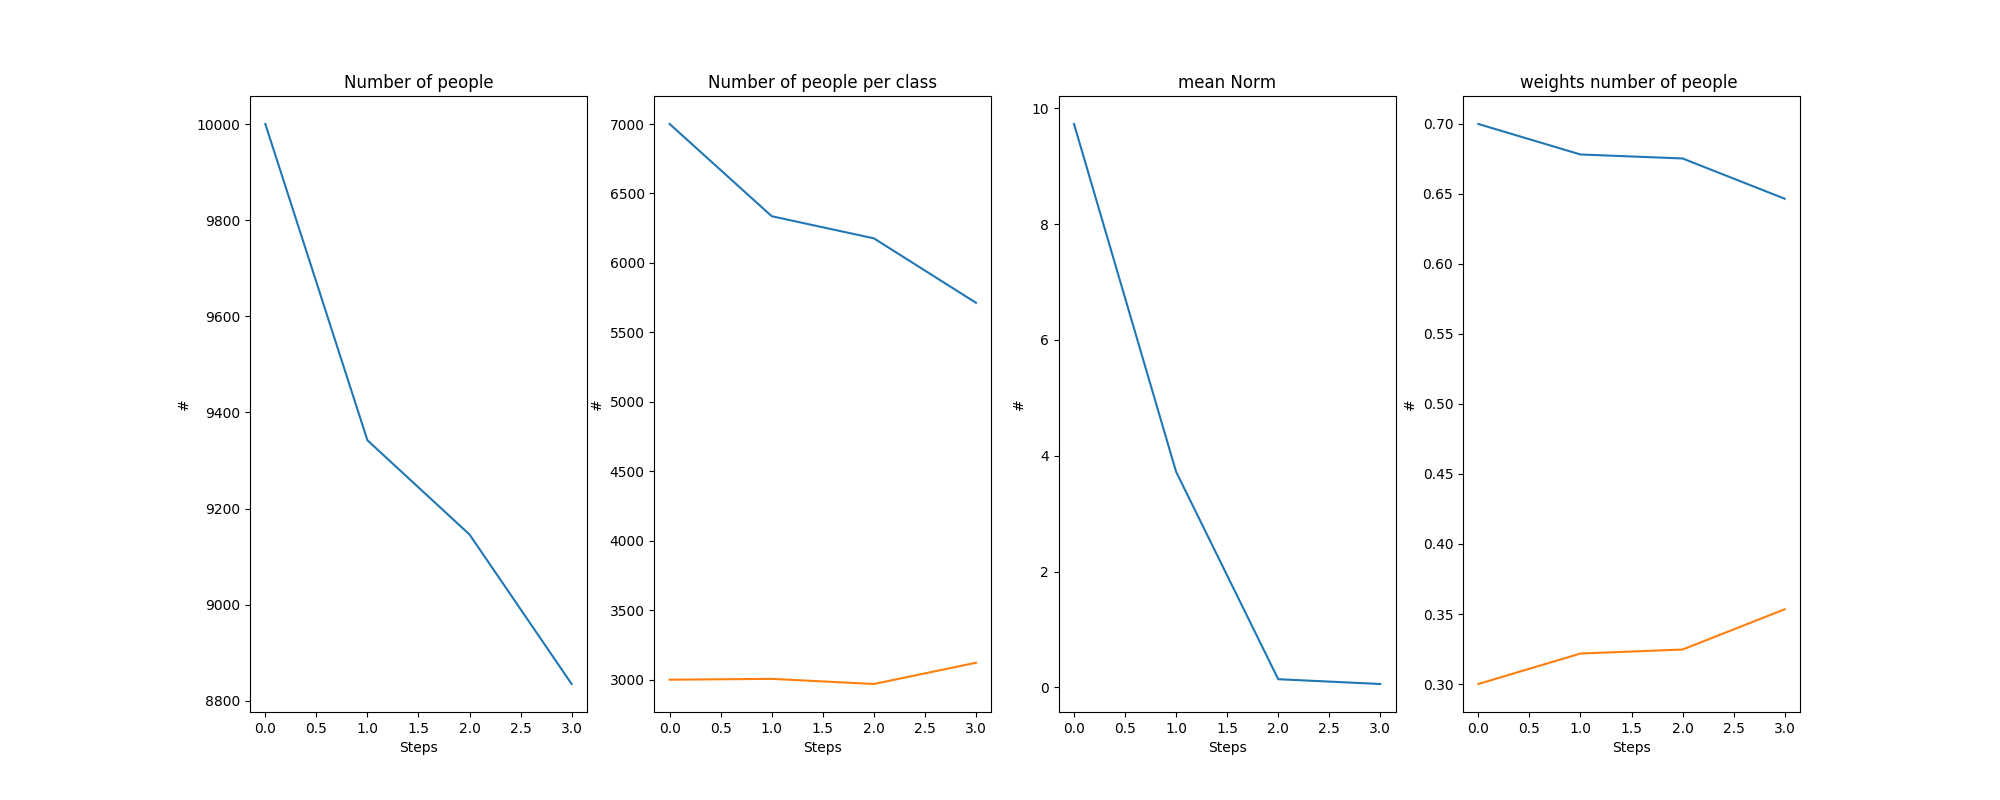 Number of people
10000
9800
9600
9400
9200
9000
8800
#
0.0 0.5 1.0 1.5 2.0 2.5 3.0
Steps
Number of people per class
7000
6500
6000
5500
5000
4500
4000
3500
3000
#
0.0 0.5 1.0 1.5 2.0 2.5 3.0
Steps
mean Norm
10
8
6
4
2
0
#
0.0 0.5 1.0 1.5 2.0 2.5 3.0
Steps
weights number of people
0.70
0.65
0.60
0.55
0.50
0.45
0.40
0.35
0.30
#
0.0 0.5 1.0 1.5 2.0 2.5 3.0
Steps